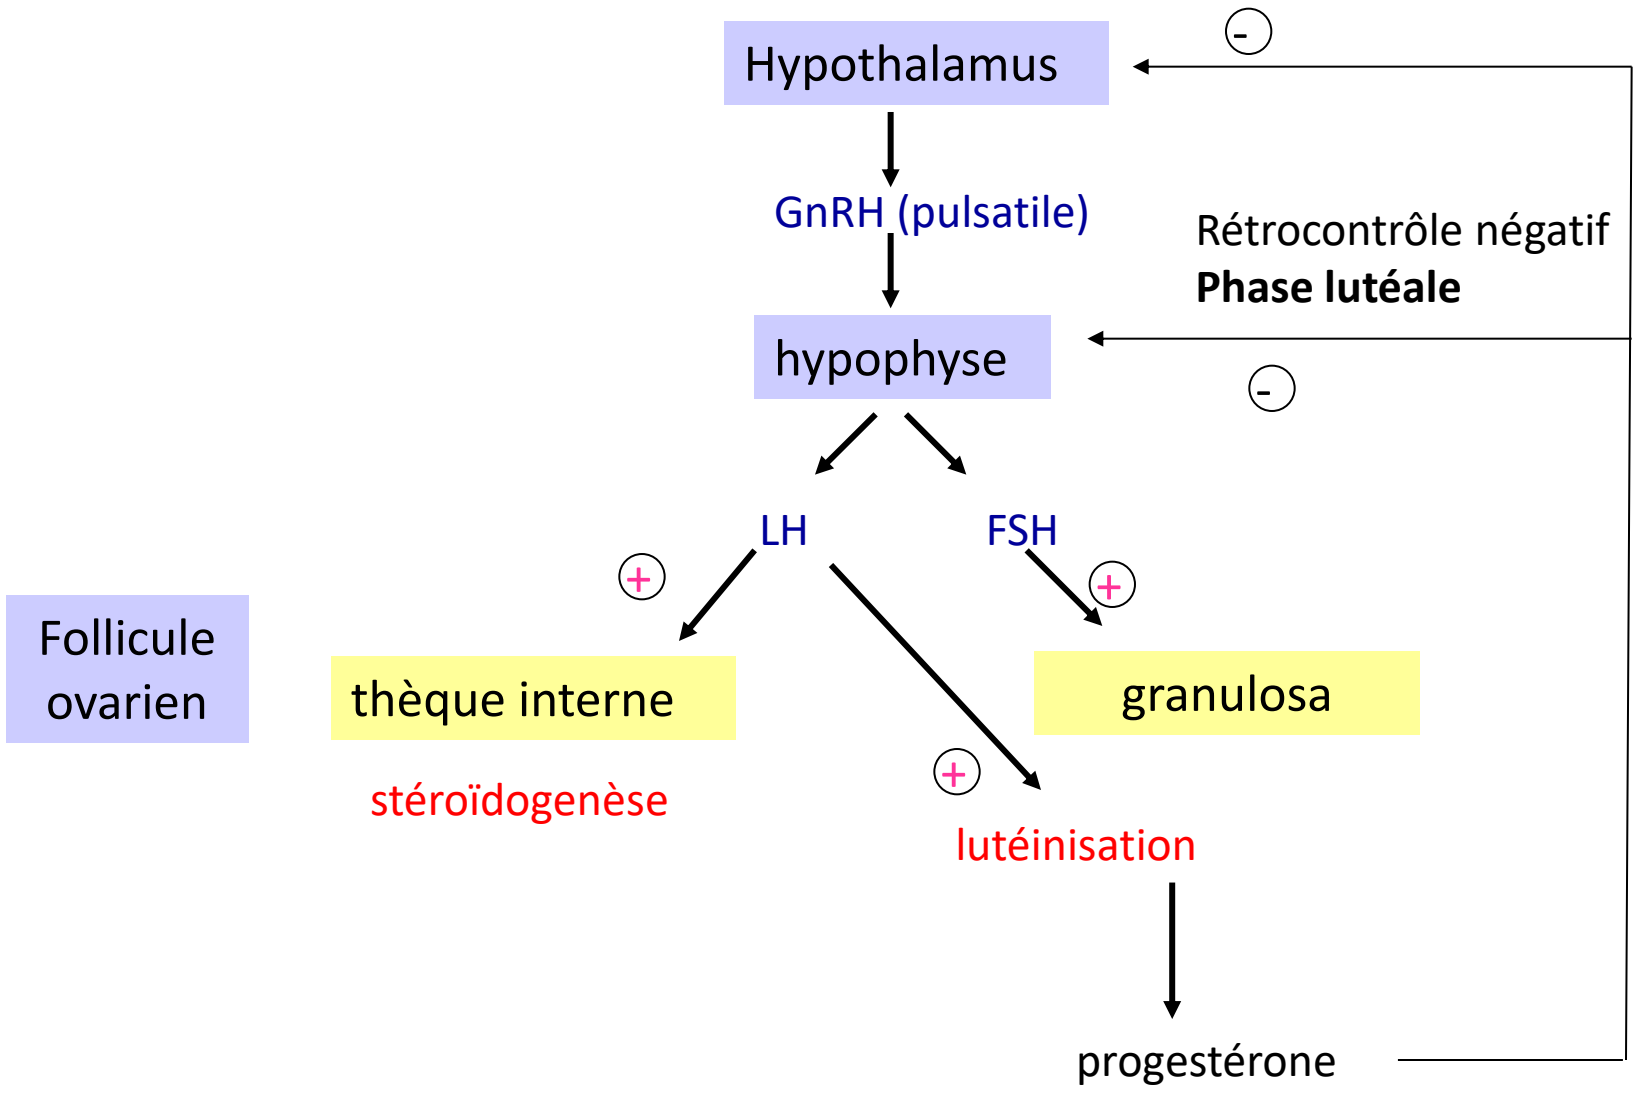 -
Hypothalamus
GnRH (pulsatile)
Rétrocontrôle négatif
Phase lutéale
hypophyse
-
LH
FSH
+
+
Follicule
ovarien
thèque interne
granulosa
+
stéroïdogenèse
lutéinisation
progestérone